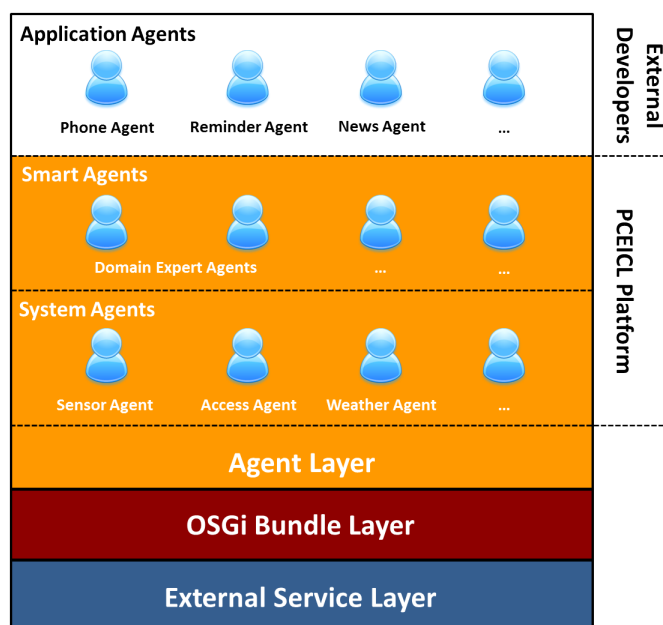 Application Agents
Phone Agent
Reminder Agent
News Agent
...
External
Developers
Smart Agents
Domain Expert Agents
...
...
PCEICL Platform
System Agents
Sensor Agent
Access Agent
Weather Agent
...
Agent Layer
OSGi Bundle Layer
External Service Layer